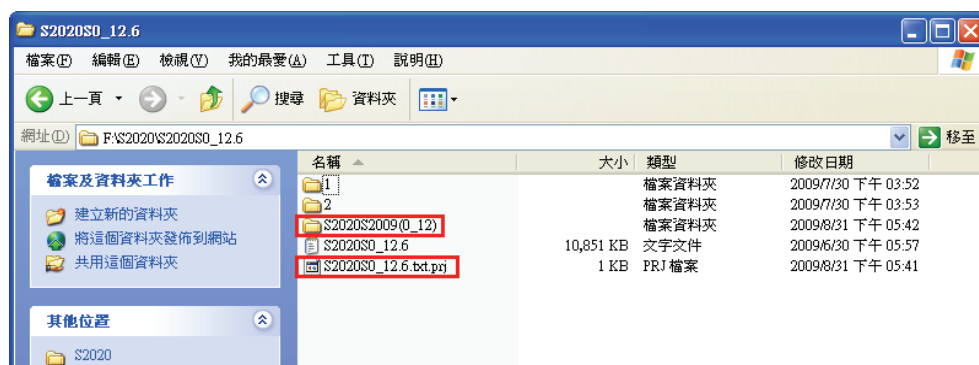 S2020S0_12.6
檔案(F) 編輯(E) 檢視(V) 我的最愛(A) 工具(T) 說明(H)
上一頁 搜尋 資料夾
網址(D) F:\S2020\S2020S0_12.6 移至
名稱 大小 類型 修改日期
檔案及資料夾工作
建立新的資料夾
將這個資料夾發佈到網站
共用這個資料夾
其他位置
S2020
1 檔案資料夾 2009/7/30 下午 03:52
2 檔案資料夾 2009/7/30 下午 03:53
S2020S2009(0_12) 檔案資料夾 2009/8/31 下午 05:42
S2020S0_12.6 10,851 KB 文字文件 2009/6/30 下午 05:57
S2020S0_12.6.txt.prj 1 KB PRJ 檔案 2009/8/31 下午 05:41